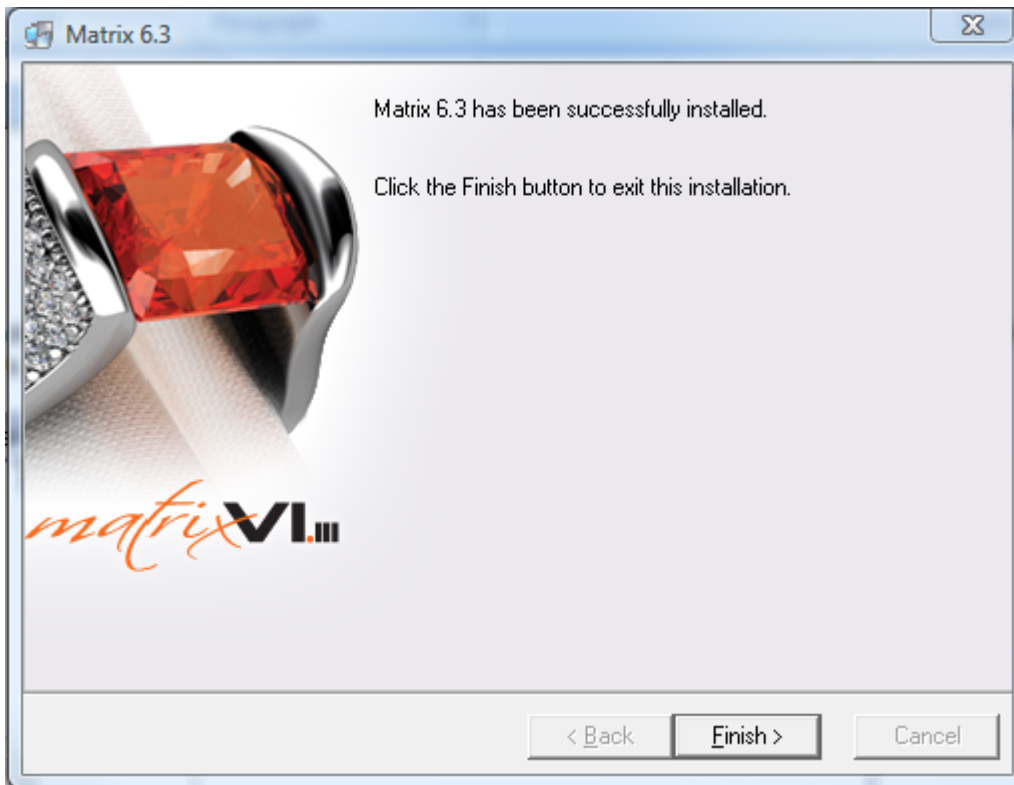 Matrix 6.3
Matrix 6.3 has been successfully installed.
Click the Finish button to exit this installation.
matrix VI.III
< Back
Finish >
Cancel